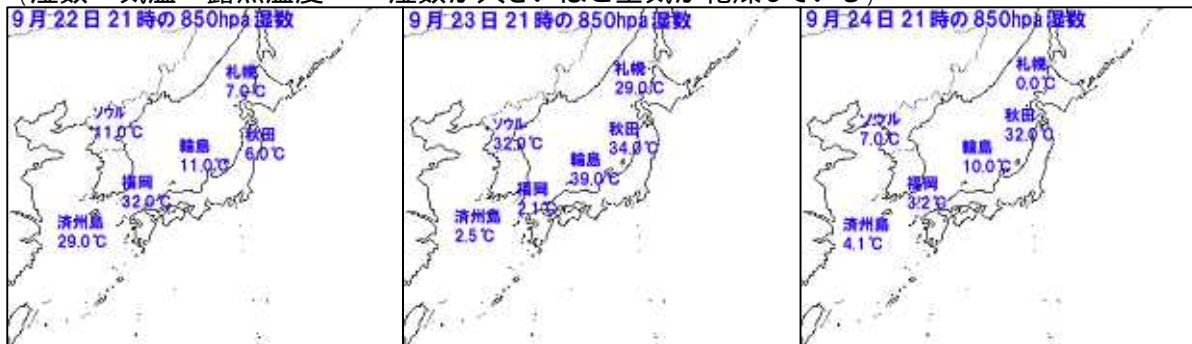 9月22日21時の850hpa湿数
札幌
7.0℃
ソウル
11.0℃
秋田
6.0℃
輪島
11.0℃
福岡
32.0℃
済州島
29.0℃
9月23日21時の850hpa湿数
札幌
29.0℃
ソウル
32.0℃
秋田
34.0℃
輪島
39.0℃
福岡
2.1℃
済州島
2.5℃
9月24日21時の850hpa湿数
札幌
0.0℃
ソウル
7.0℃
秋田
32.0℃
輪島
10.0℃
福岡
3.2℃
済州島
4.1℃